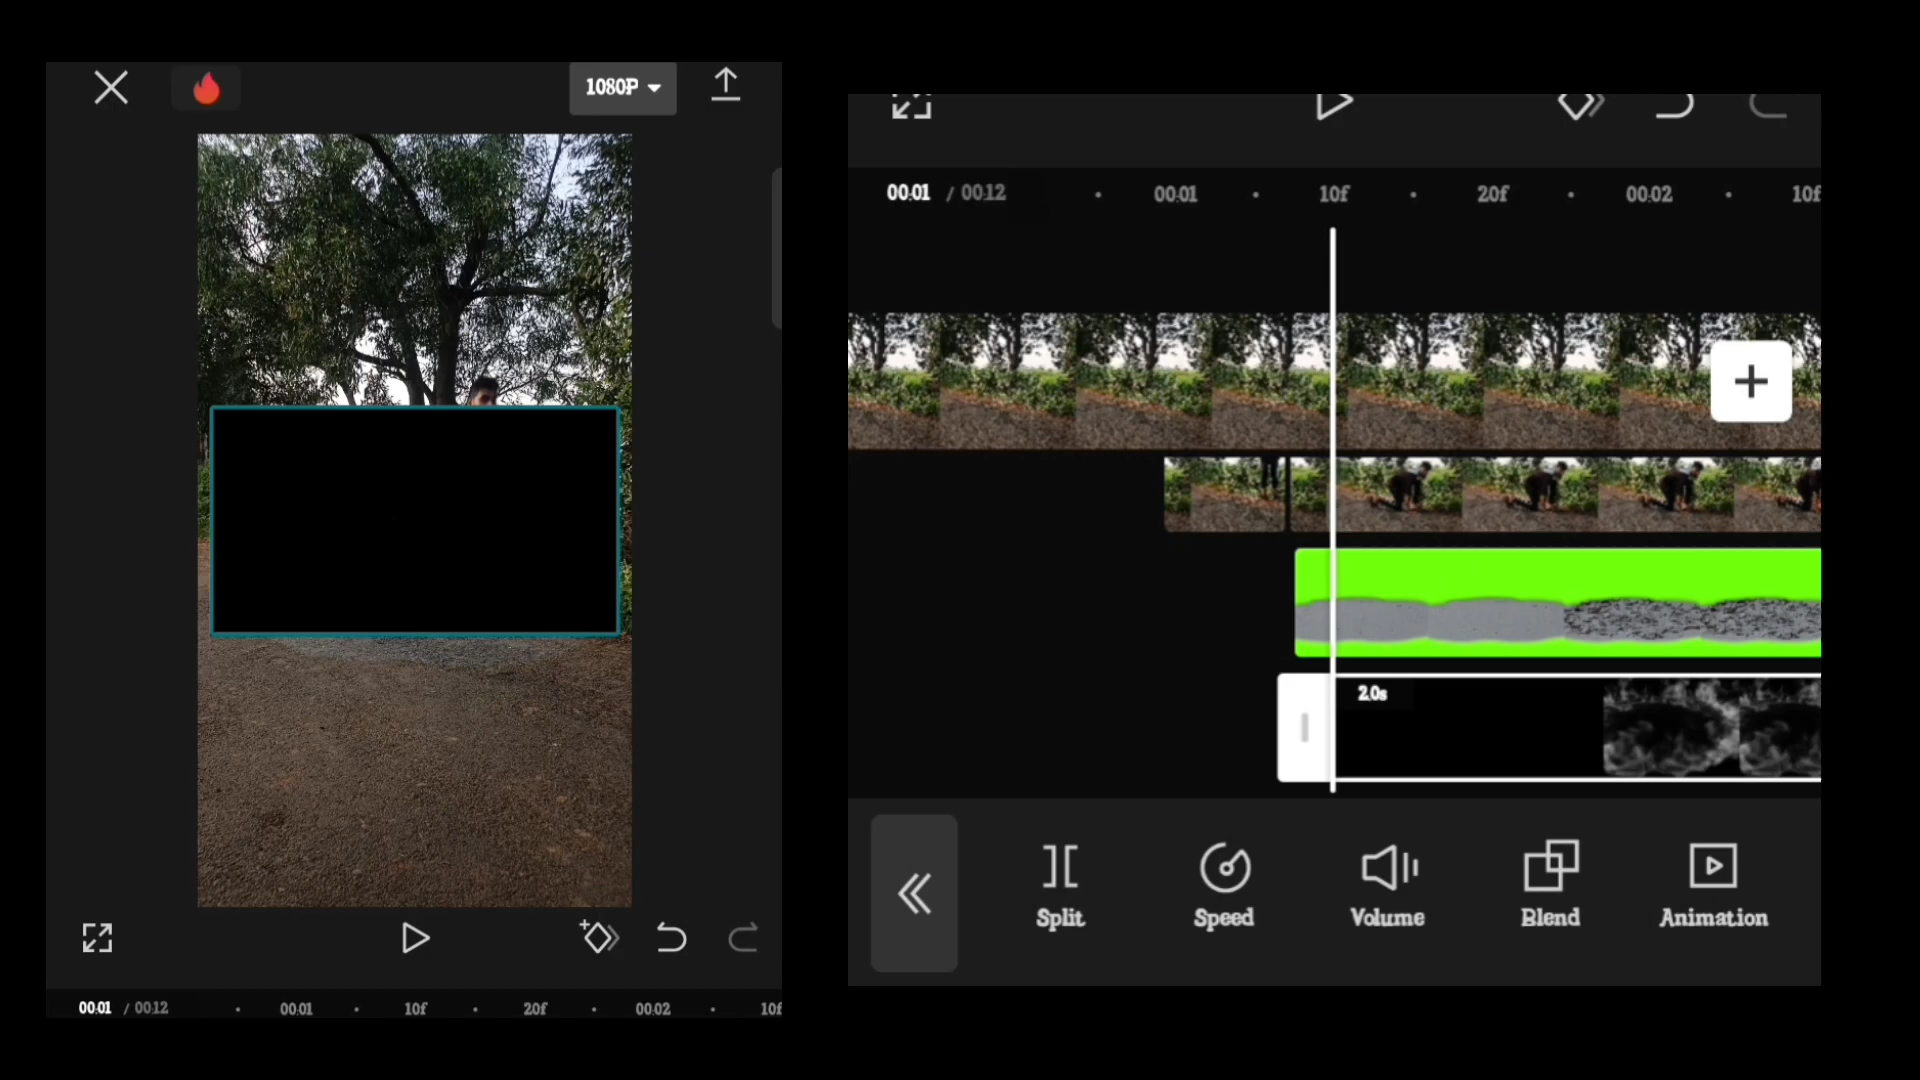 1080P
00:01 / 00:12 00:01 10f 20f 00:02 10f
00:01 / 00:12 00:01 10f 20f 00:02 10f
2.0s
Split Speed Volume Blend Animation